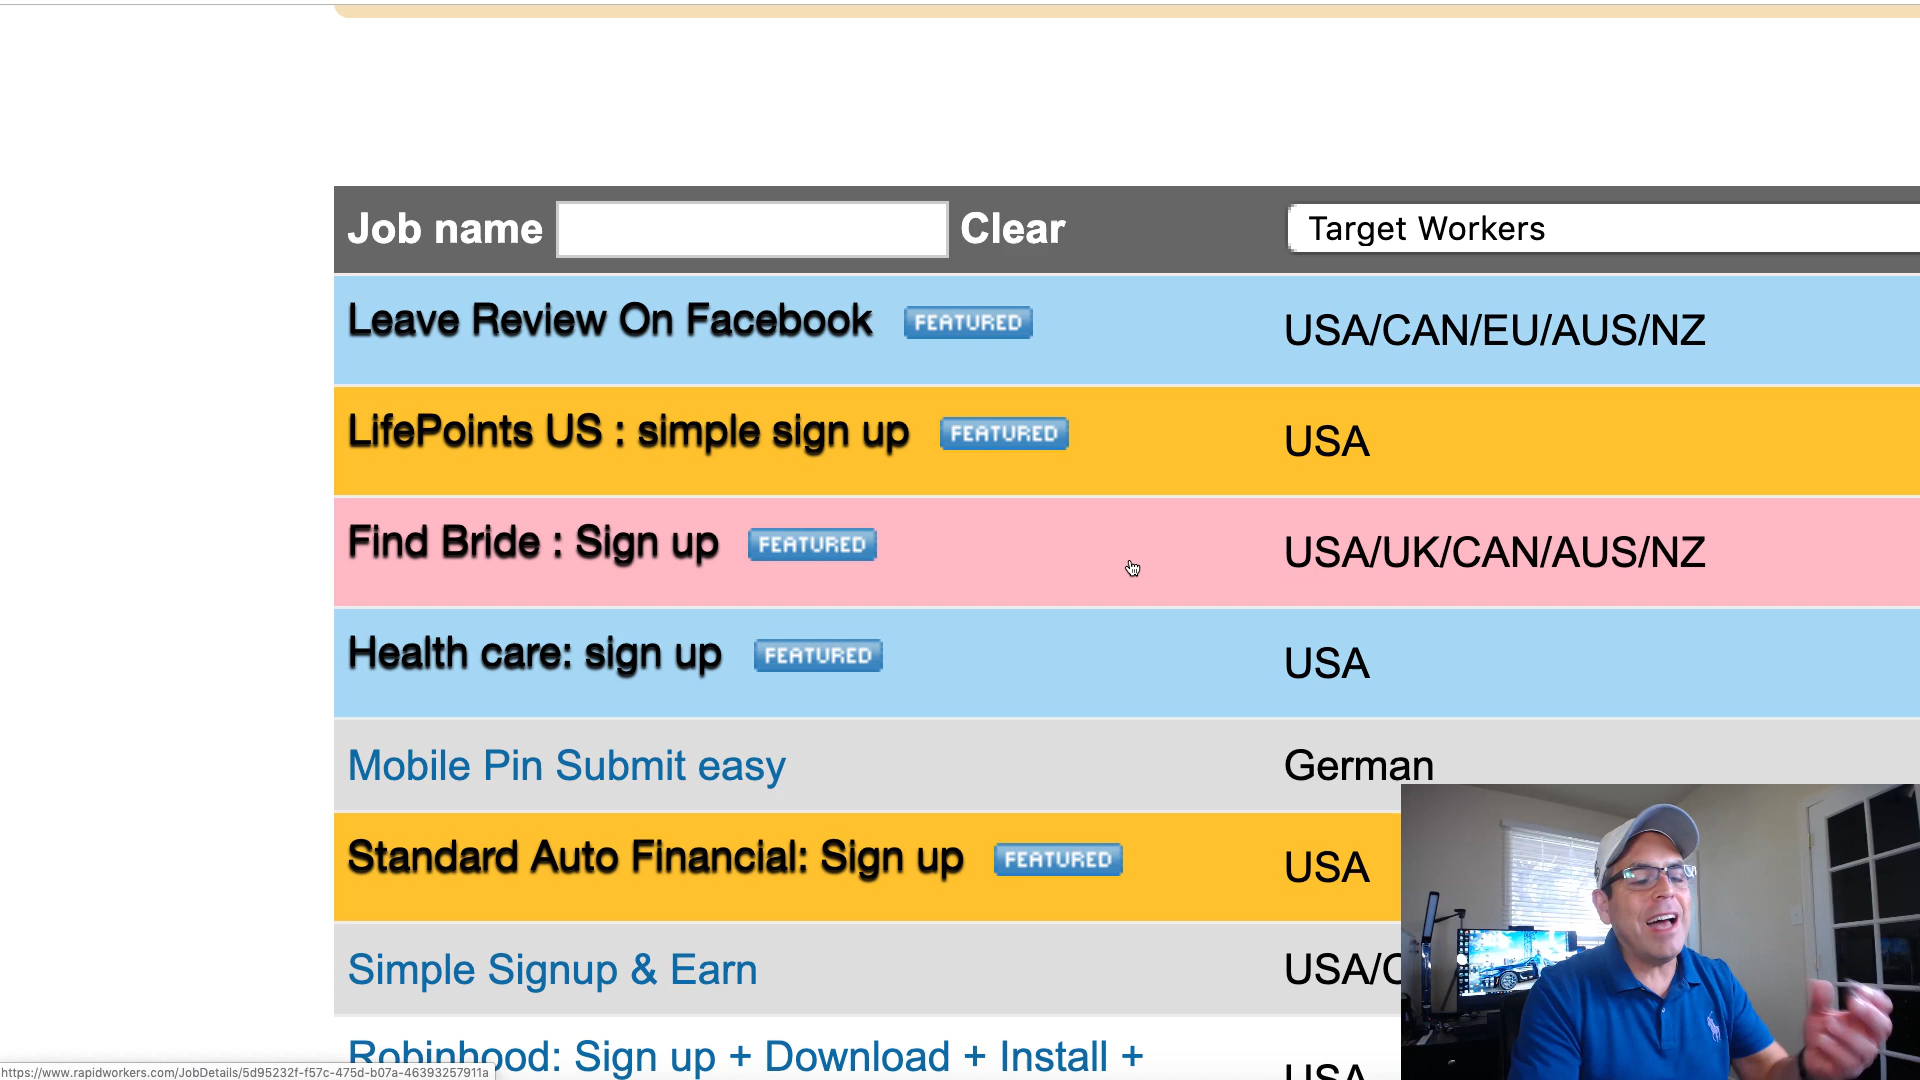 Job name Clear Target Workers
Leave Review On Facebook FEATURED USA/CAN/EU/AUS/NZ
LifePoints US : simple sign up FEATURED USA
Find Bride : Sign up FEATURED USA/UK/CAN/AUS/NZ
Health care: sign up FEATURED USA
Mobile Pin Submit easy German
Standard Auto Financial: Sign up FEATURED USA
Simple Signup & Earn USA/C
Robinhood: Sign up + Download + Install + USA
https://www.rapidworkers.com/JobDetails/5d95232f-f57c-475d-b07a-46393257911a